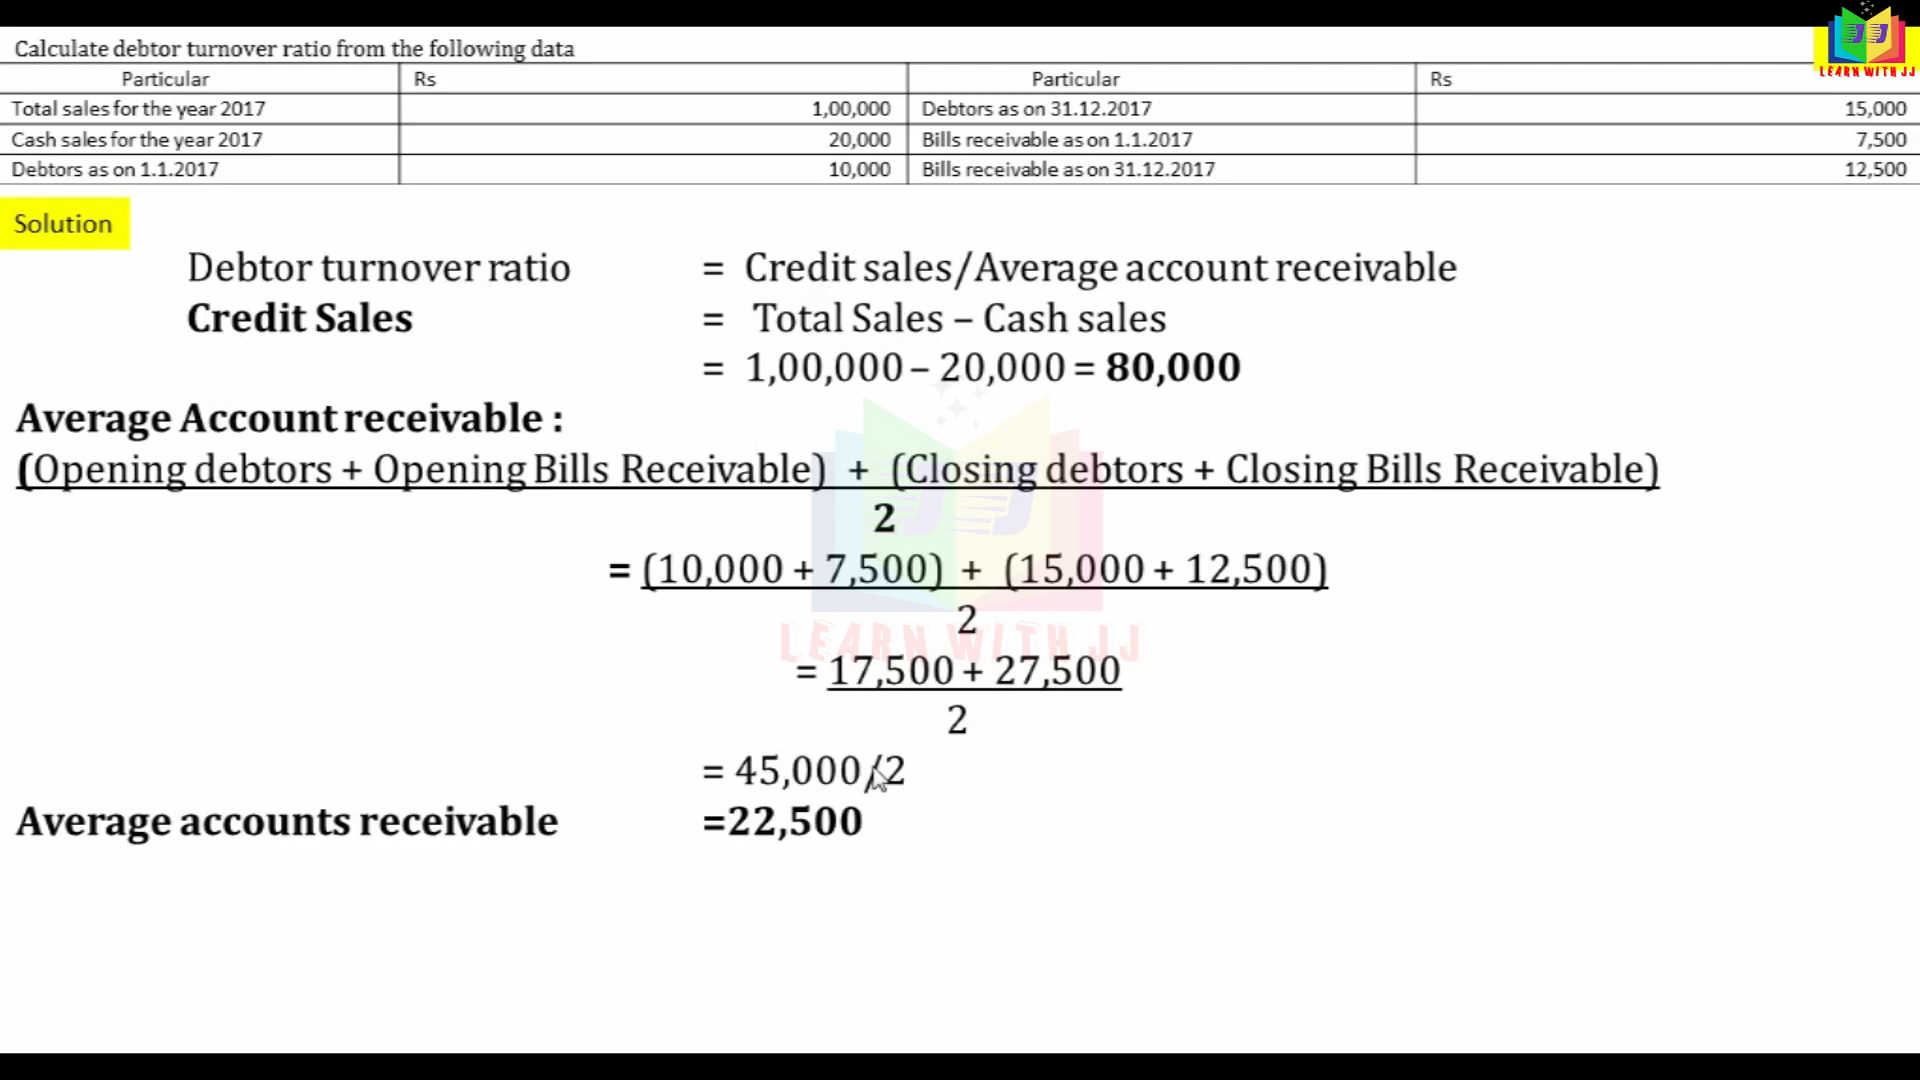 LEARN WITH JJ
Calculate debtor turnover ratio from the following data
Particular Rs Particular Rs
Total sales for the year 2017 1,00,000 Debtors as on 31.12.2017 15,000
Cash sales for the year 2017 20,000 Bills receivable as on 1.1.2017 7,500
Debtors as on 1.1.2017 10,000 Bills receivable as on 31.12.2017 12,500
Solution
Debtor turnover ratio = Credit sales/Average account receivable
Credit Sales = Total Sales – Cash sales
= 1,00,000 – 20,000 = 80,000
Average Account receivable :
(Opening debtors + Opening Bills Receivable) + (Closing debtors + Closing Bills Receivable)
2
= (10,000 + 7,500) + (15,000 + 12,500)
2
LEARN WITH JJ
= 17,500 + 27,500
2
= 45,000/2
Average accounts receivable =22,500